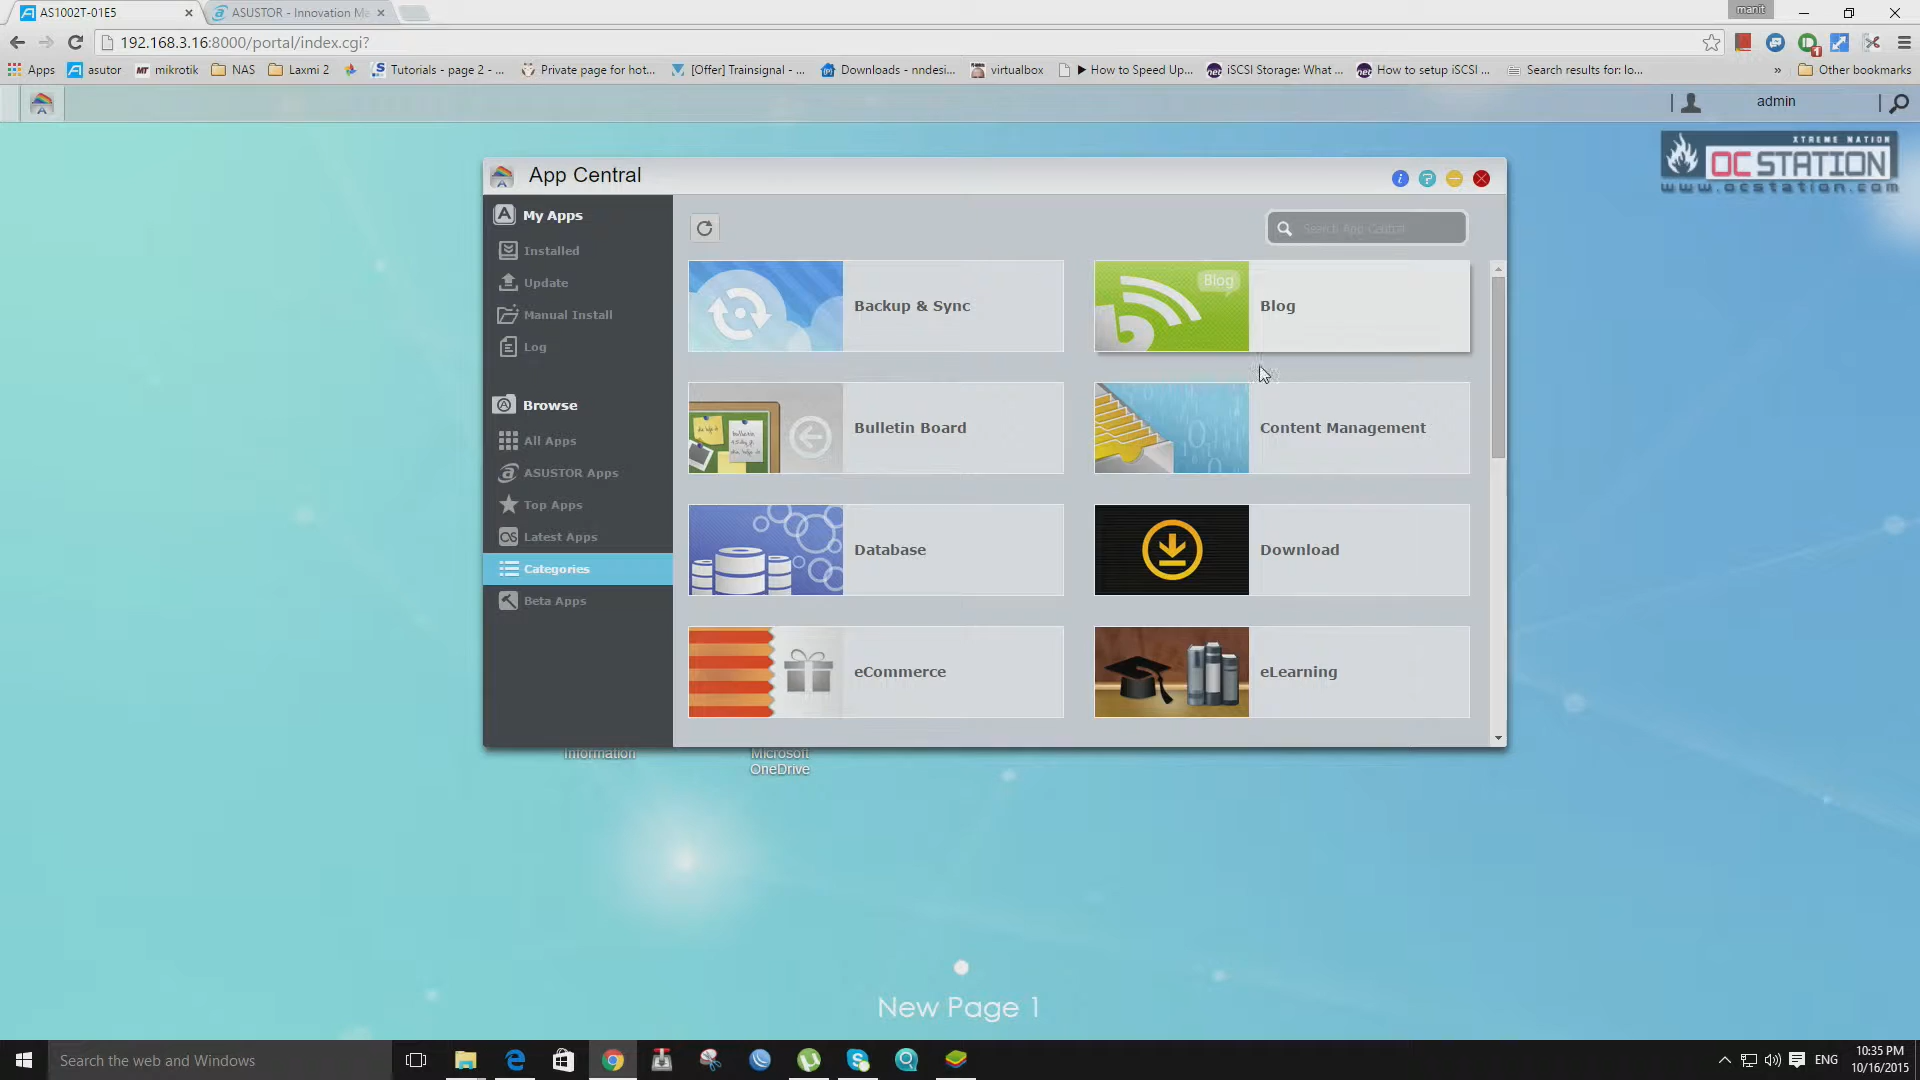 AS1002T-01E5
ASUSTOR - Innovation Me
manit
192.168.3.16:8000/portal/index.cgi?
Apps asutor mikrotik NAS Laxmi 2 Tutorials - page 2 - ... Private page for hot... [Offer] Trainsignal - ... Downloads - nndesi... virtualbox ► How to Speed Up... iSCSI Storage: What ... How to setup iSCSI ... Search results for: lo... » Other bookmarks
admin
XTREME NATION
OC STATION
www.ocstation.com
App Central
My Apps
Installed
Update
Manual Install
Log
Browse
All Apps
ASUSTOR Apps
Top Apps
Latest Apps
Categories
Beta Apps
Search App Central
Backup & Sync
Blog
Blog
Bulletin Board
Content Management
Database
Download
eCommerce
eLearning
Information
Microsoft
OneDrive
New Page 1
Search the web and Windows
ENG
10:35 PM
10/16/2015